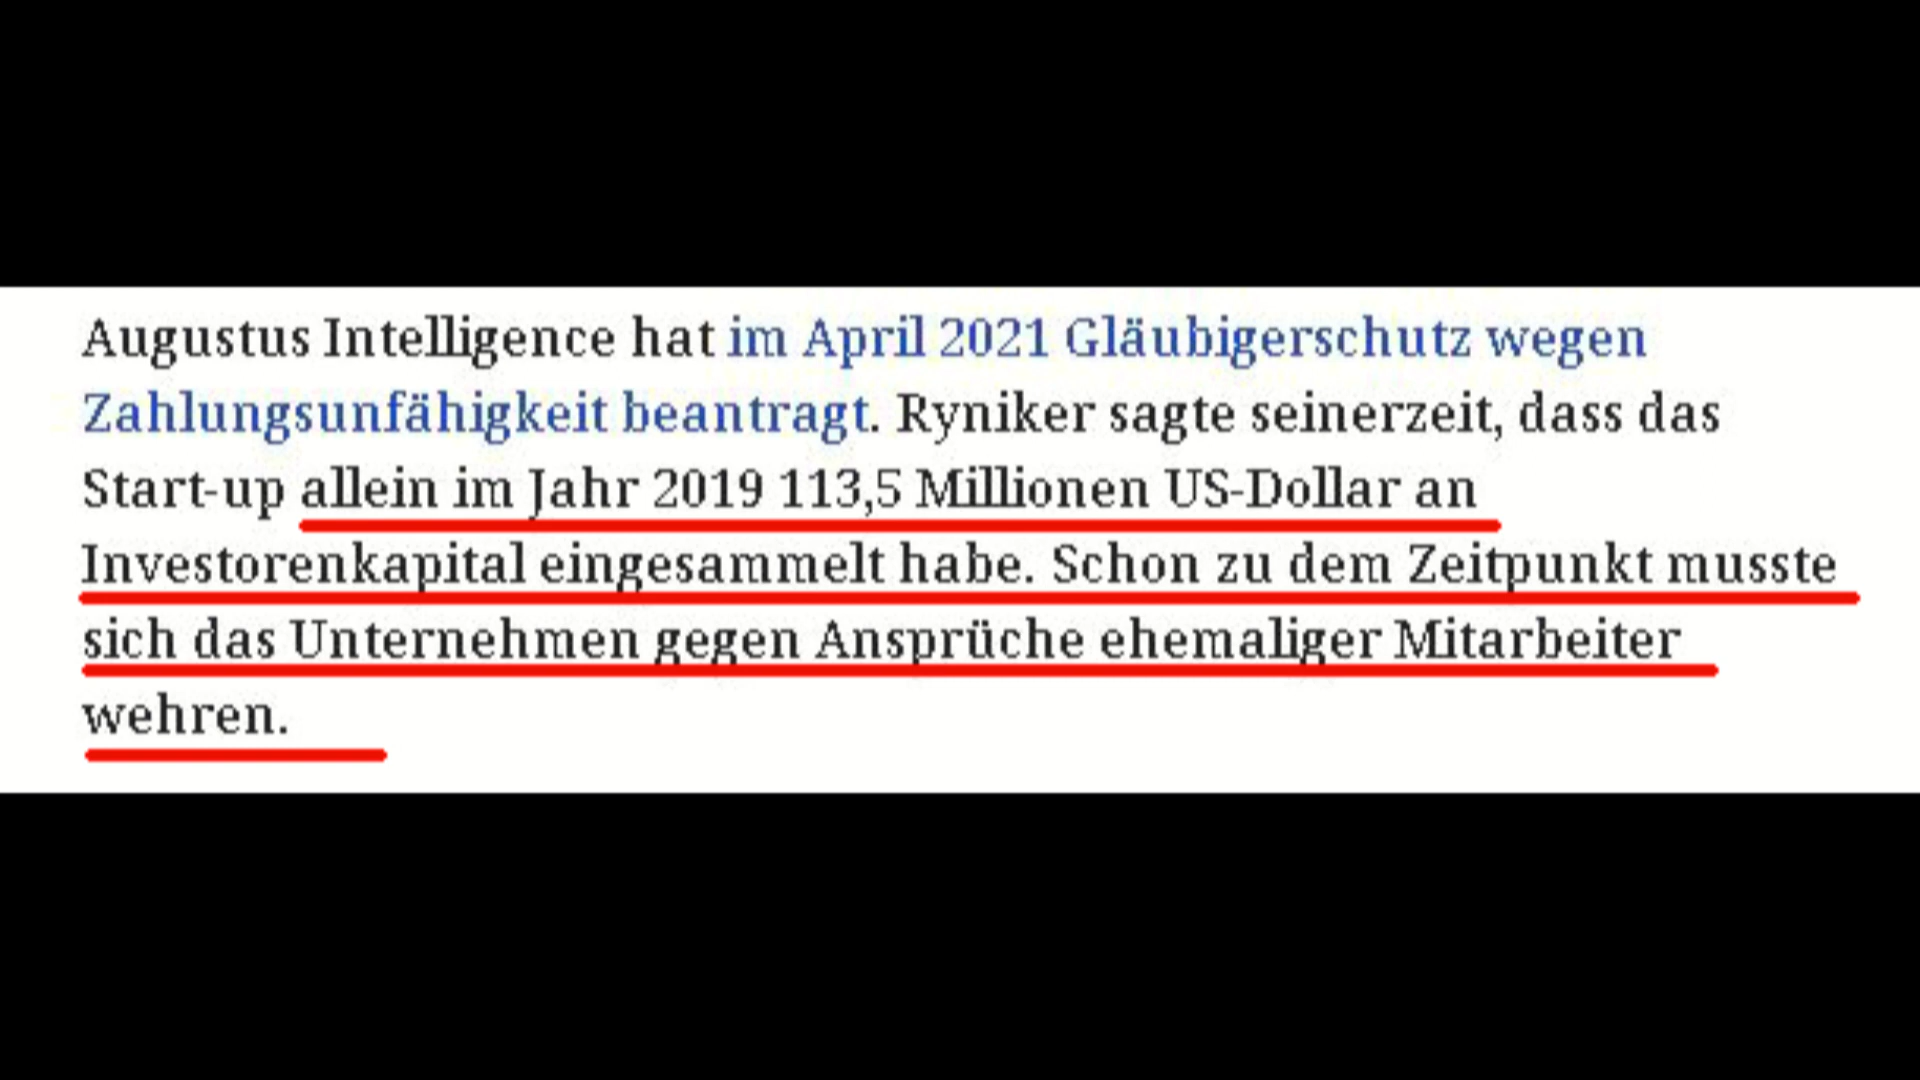 Augustus Intelligence hat im April 2021 Gläubigerschutz wegen
Zahlungsunfähigkeit beantragt. Ryniker sagte seinerzeit, dass das
Start-up allein im Jahr 2019 113,5 Millionen US-Dollar an
Investorenkapital eingesammelt habe. Schon zu dem Zeitpunkt musste
sich das Unternehmen gegen Ansprüche ehemaliger Mitarbeiter
wehren.